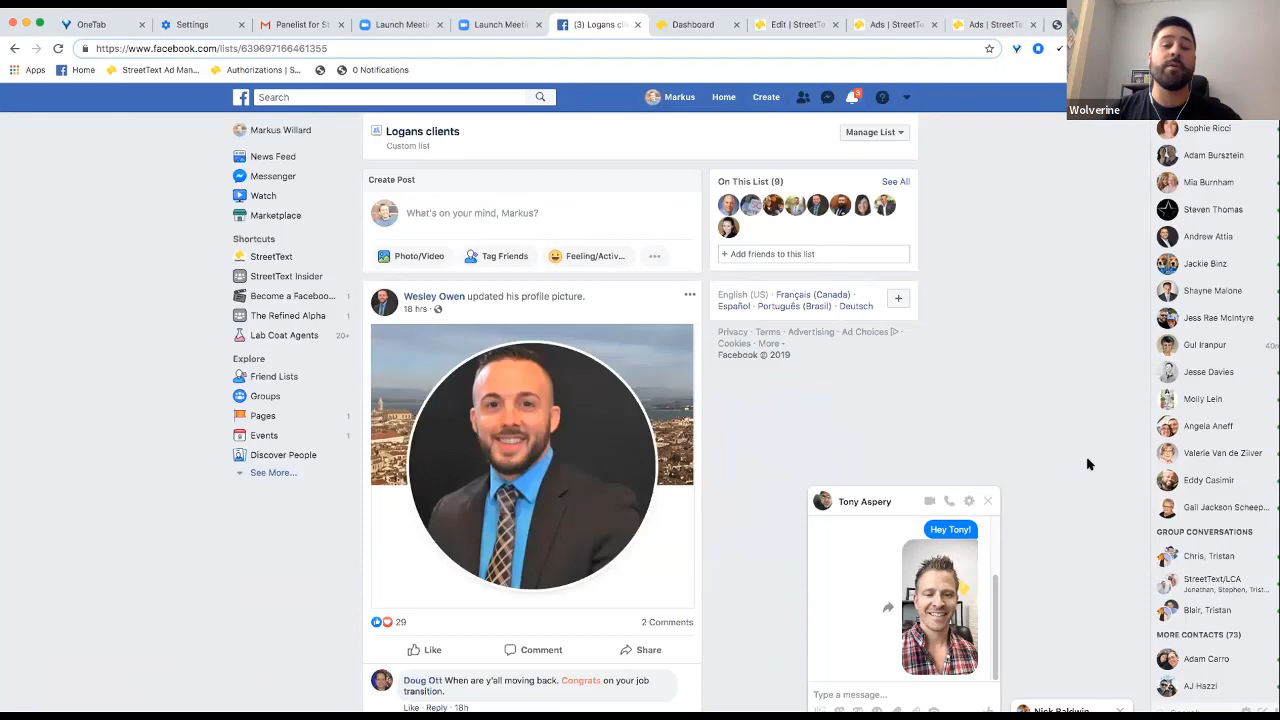 OneTab
Settings
Panelist for St
Launch Meeti
Launch Meeti
(3) Logans cli
Dashboard
Edit | StreetTe
Ads | StreetTe
Ads | StreetTe
https://www.facebook.com/lists/639697166461355
Apps
Home
StreetText Ad Man...
Authorizations | S...
0 Notifications
Wolverine
Search
Markus
Home
Create
3
Markus Willard
News Feed
Messenger
Watch
Marketplace
Shortcuts
StreetText
StreetText Insider
Become a Faceboo... 1
The Refined Alpha 1
Lab Coat Agents 20+
Explore
Friend Lists
Groups
Pages 1
Events 1
Discover People
See More...
Logans clients
Custom list
Manage List
Create Post
What's on your mind, Markus?
Photo/Video
Tag Friends
Feeling/Activ...
Wesley Owen updated his profile picture.
18 hrs ·
29
2 Comments
Like
Comment
Share
Doug Ott When are y'all moving back. Congrats on your job
transition.
Like · Reply · 18h
On This List (9)
See All
+ Add friends to this list
English (US) · Français (Canada) ·
Español · Português (Brasil) · Deutsch
+
Privacy · Terms · Advertising · Ad Choices ·
Cookies · More
Facebook © 2019
Tony Aspery
Hey Tony!
Type a message...
Nick Baldwin
Sophie Ricci
Adam Bursztein
Mia Burnham
Steven Thomas
Andrew Attia
Jackie Binz
Shayne Malone
Jess Rae McIntyre
Gul Iranpur
Jesse Davies
Molly Lein
Angela Aneff
Valerie Van de Zilver
Eddy Casimir
Gail Jackson Scheep...
GROUP CONVERSATIONS
Chris, Tristan
StreetText/LCA
Jonathan, Stephen, Trist...
Blair, Tristan
MORE CONTACTS (73)
Adam Carro
AJ Hazzi